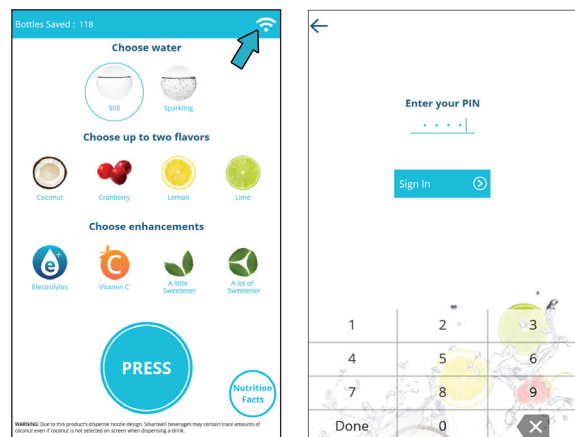 Bottles Saved : 118
Choose water
Still
Sparkling
Choose up to two flavors
Coconut
Cranberry
Lemon
Lime
Choose enhancements
e+
C
Electrolytes
Vitamin C
A little
Sweetener
A lot of
Sweetener
PRESS
Nutrition
Facts
WARNING: Due to this product's dispense nozzle design, Smartwell beverages may contain trace amounts of
coconut even if coconut is not selected on screen when dispensing a drink.
Enter your PIN
Sign In
1 2 3
4 5 6
7 8 9
Done 0